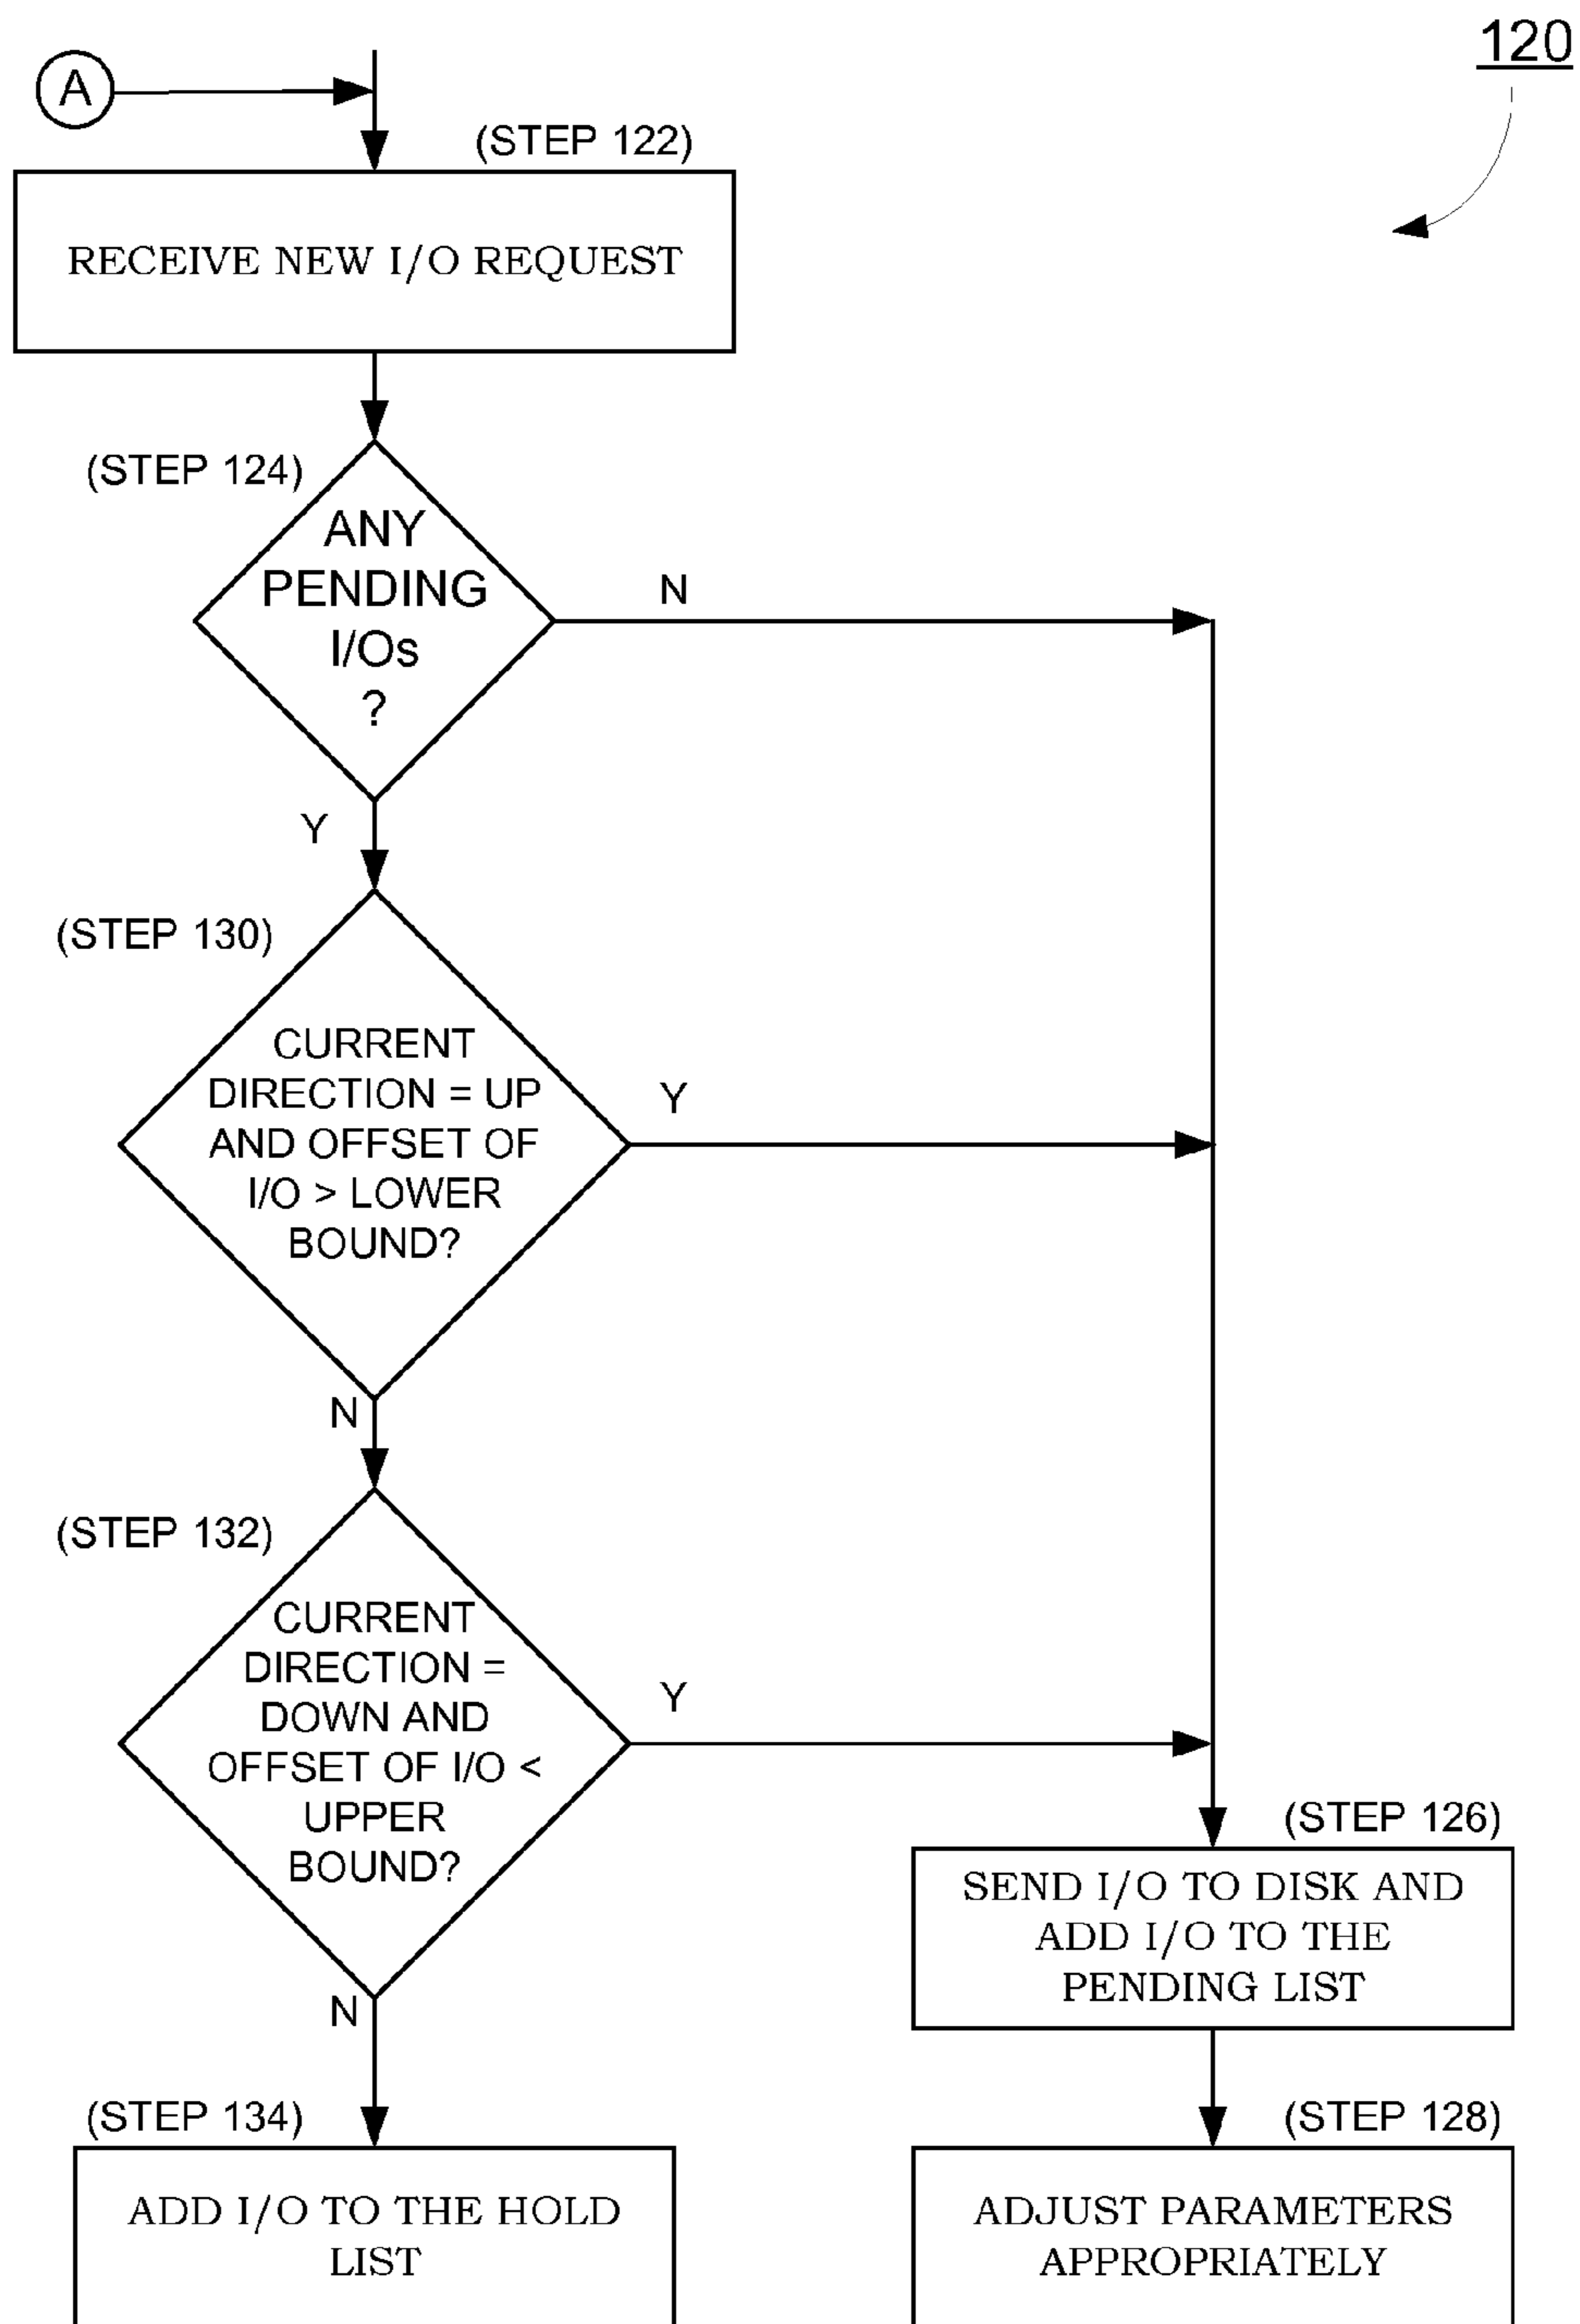 120
A
(STEP 122)
RECEIVE NEW I/O REQUEST
(STEP 124)
ANY
PENDING
I/Os
?
N
Y
(STEP 130)
CURRENT
DIRECTION = UP
AND OFFSET OF
I/O > LOWER
BOUND?
Y
N
(STEP 132)
CURRENT
DIRECTION =
DOWN AND
OFFSET OF I/O <
UPPER
BOUND?
Y
N
(STEP 126)
SEND I/O TO DISK AND
ADD I/O TO THE
PENDING LIST
(STEP 134)
ADD I/O TO THE HOLD
LIST
(STEP 128)
ADJUST PARAMETERS
APPROPRIATELY